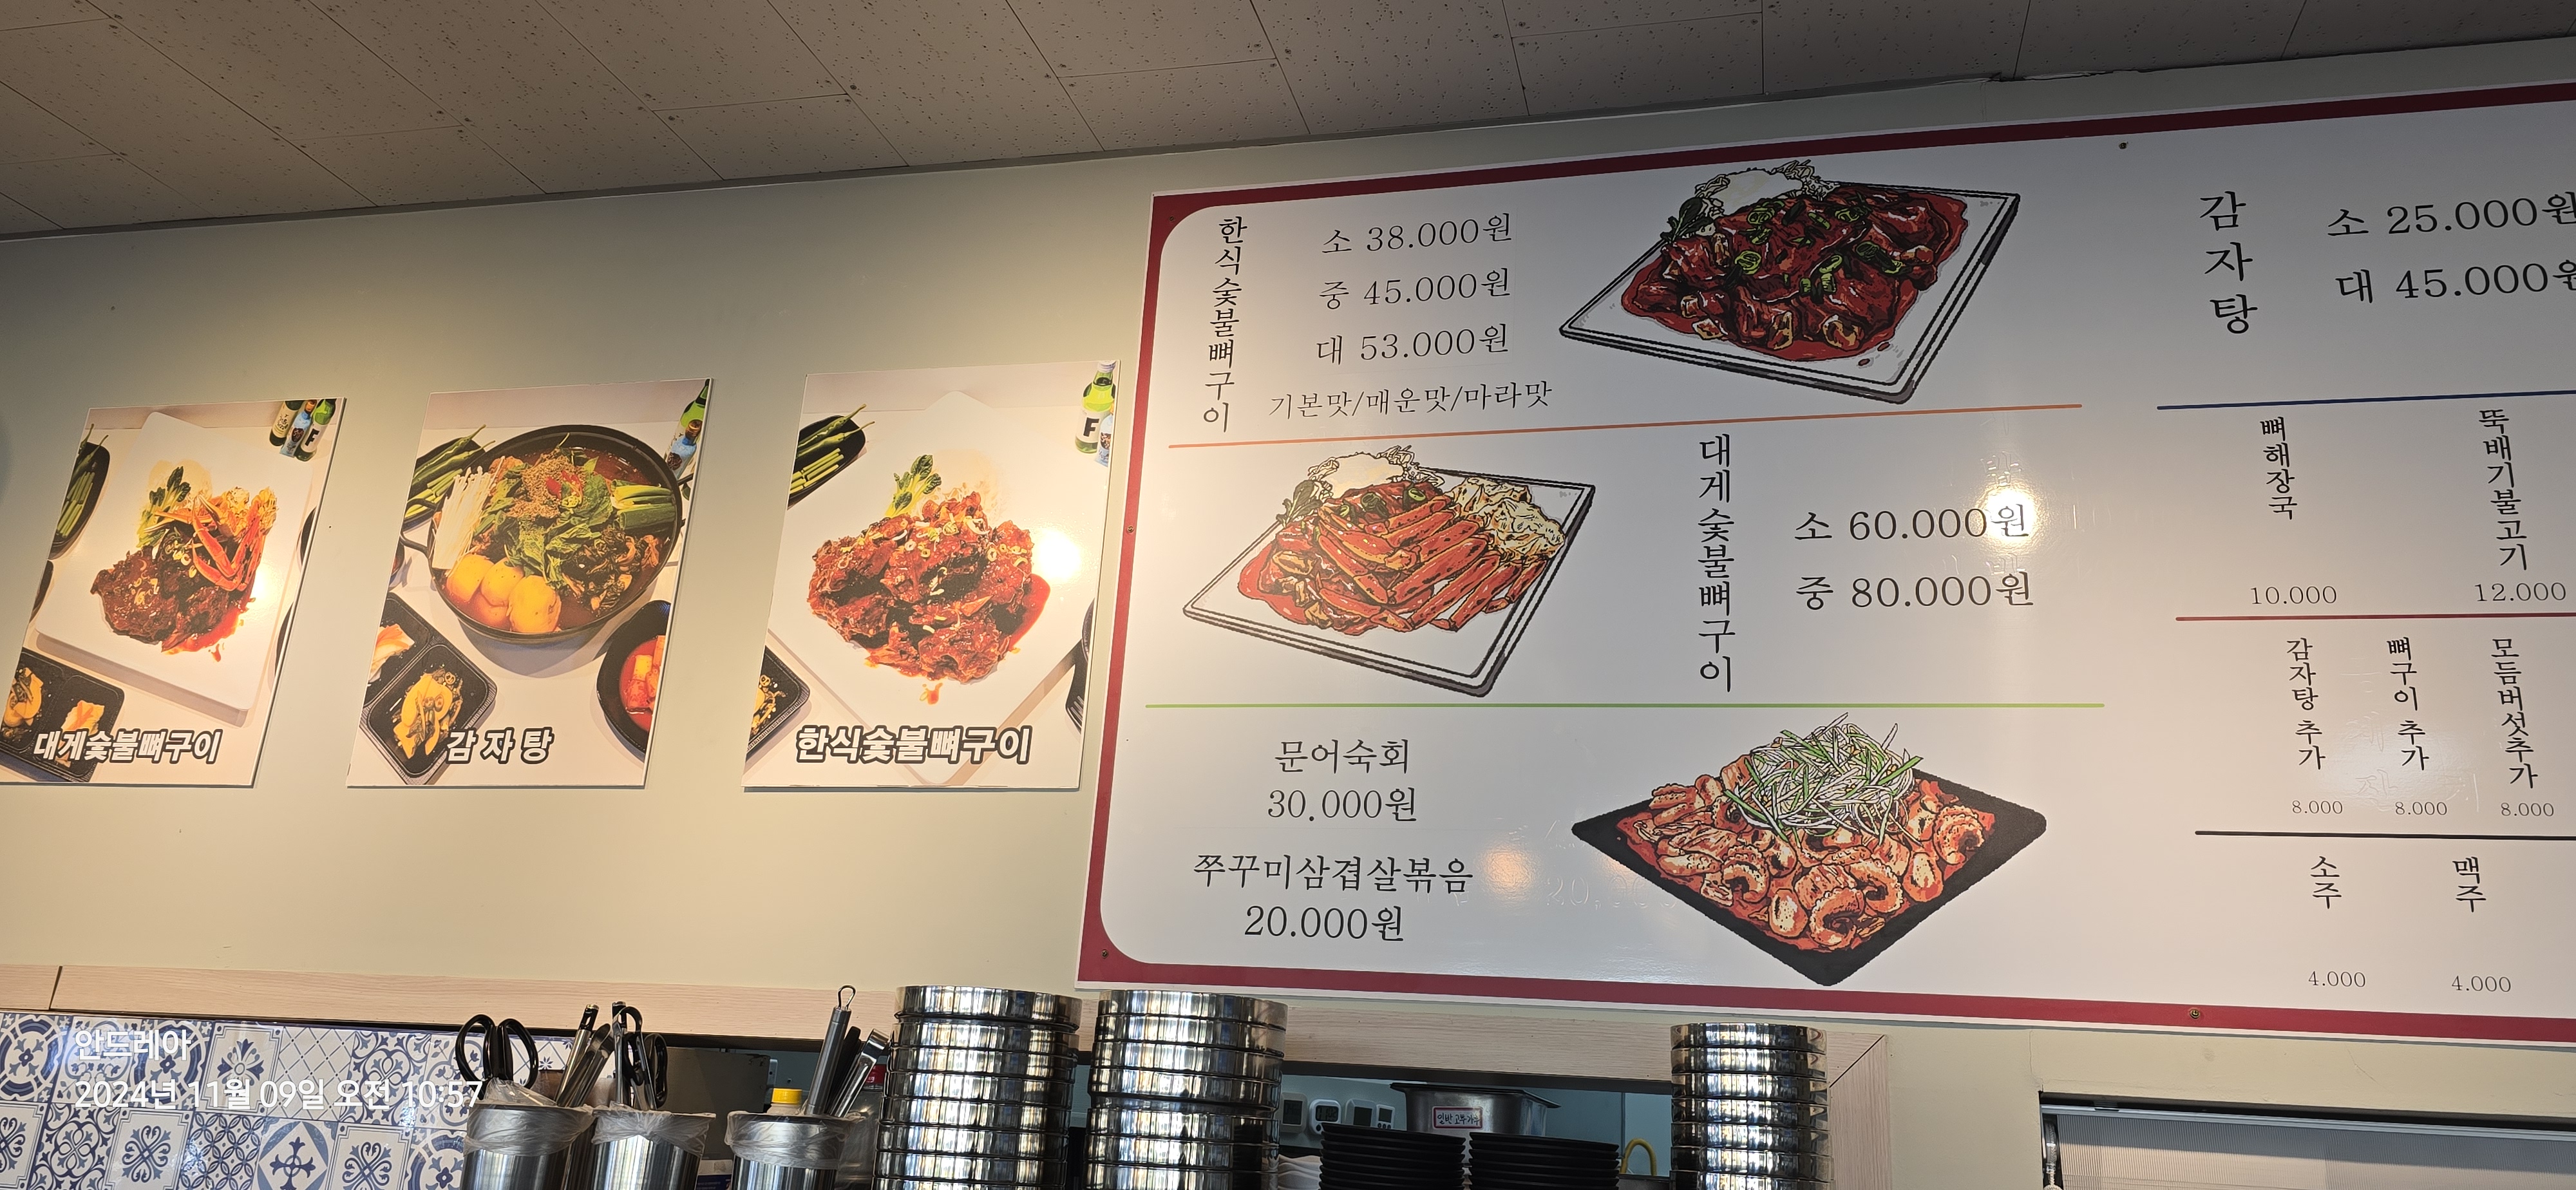 대게숯불뼈구이
감자탕
한식숯불뼈구이
한식숯불뼈구이
소 38.000원
중 45.000원
대 53.000원
기본맛/매운맛/마라맛
대게숯불뼈구이
소 60.000원
중 80.000원
문어숙회
30.000원
쭈꾸미삼겹살볶음
20.000원
감자탕
소 25.000원
대 45.000원
뼈해장국
10.000
뚝배기불고기
12.000
감자탕 추가
8.000
뼈구이 추가
8.000
모듬버섯추가
8.000
소주
4.000
맥주
4.000
안드레아
2024년 11월 09일 오전 10:57